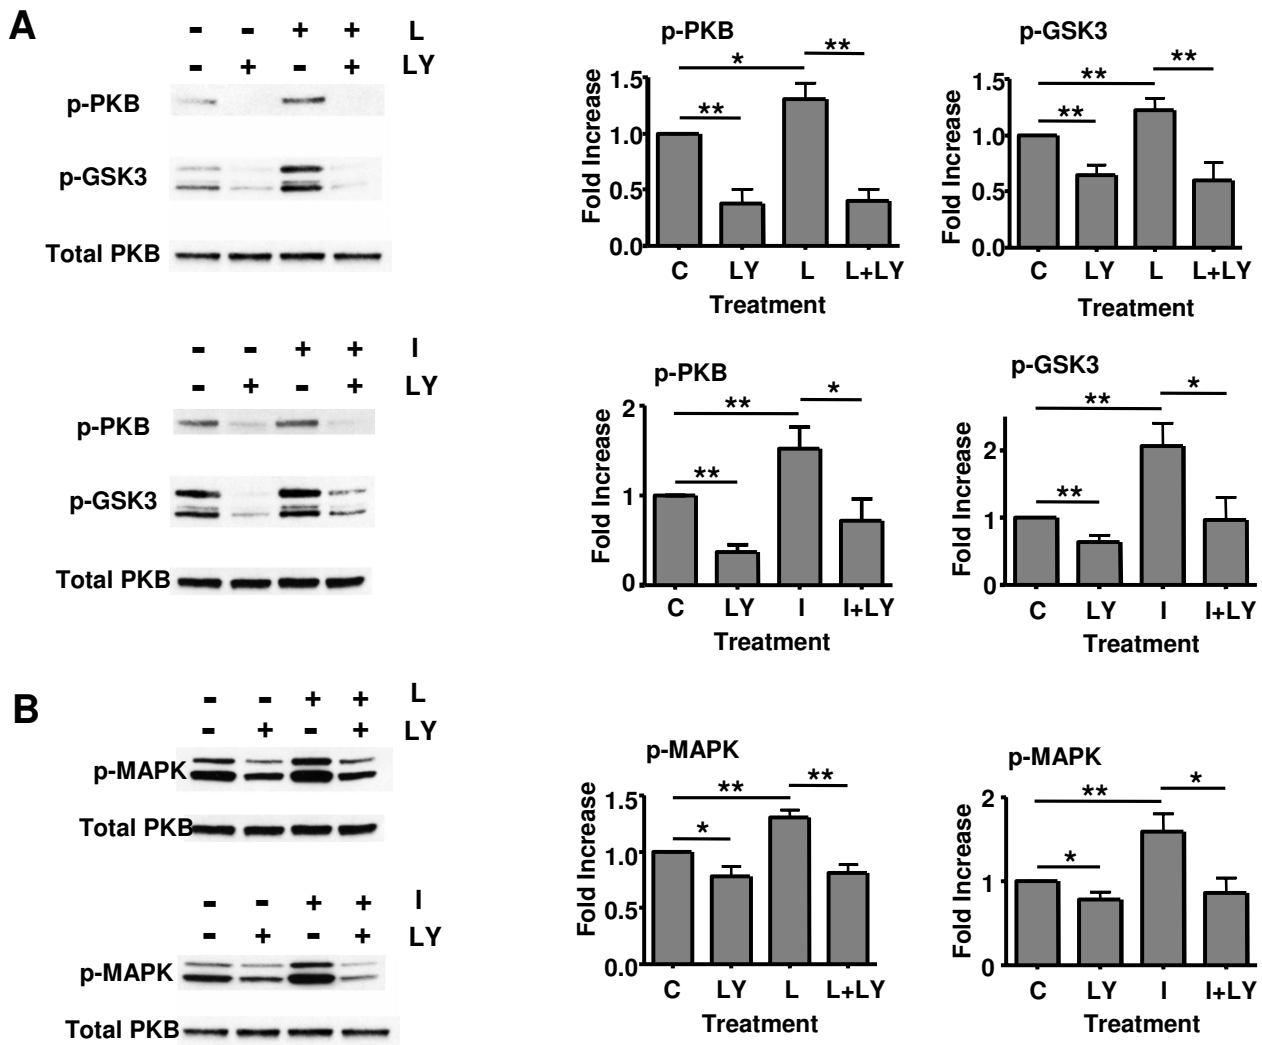 A
- - + + L
- + - + LY
p-PKB
p-GSK3
Total PKB
p-PKB
* ** **
Fold Increase
1.5
1.0
0.5
0.0
C LY L L+LY
Treatment
p-GSK3
** ** **
Fold Increase
1.5
1.0
0.5
0.0
C LY L L+LY
Treatment
- - + + I
- + - + LY
p-PKB
p-GSK3
Total PKB
p-PKB
** * **
Fold Increase
2
1
0
C LY I I+LY
Treatment
p-GSK3
** * **
Fold Increase
2
1
0
C LY I I+LY
Treatment
B
- - + + L
- + - + LY
p-MAPK
Total PKB
- - + + I
- + - + LY
p-MAPK
Total PKB
p-MAPK
** ** *
Fold Increase
1.5
1.0
0.5
0.0
C LY L L+LY
Treatment
p-MAPK
** * *
Fold Increase
2
1
0
C LY I I+LY
Treatment